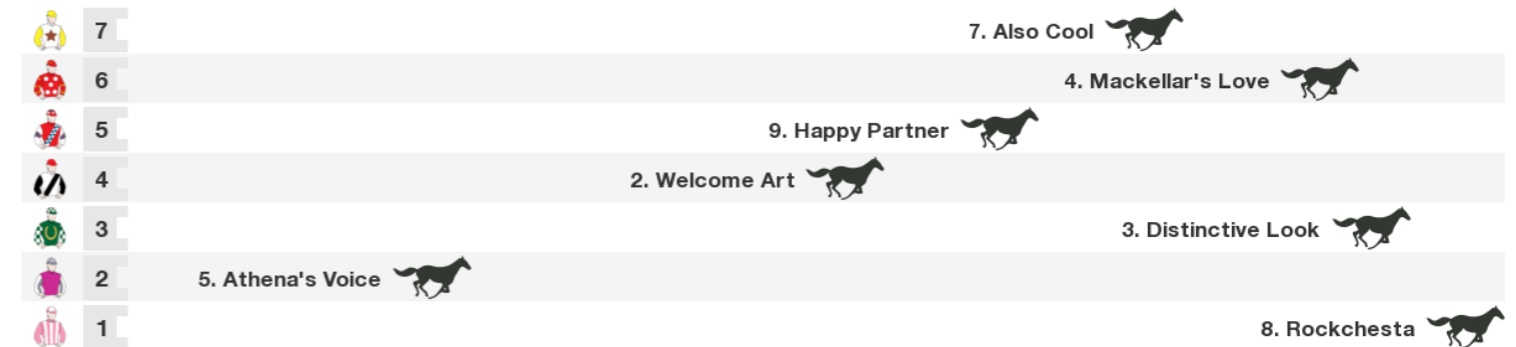 7 7. Also Cool
6 4. Mackellar's Love
5 9. Happy Partner
4 2. Welcome Art
3 3. Distinctive Look
2 5. Athena's Voice
1 8. Rockchesta